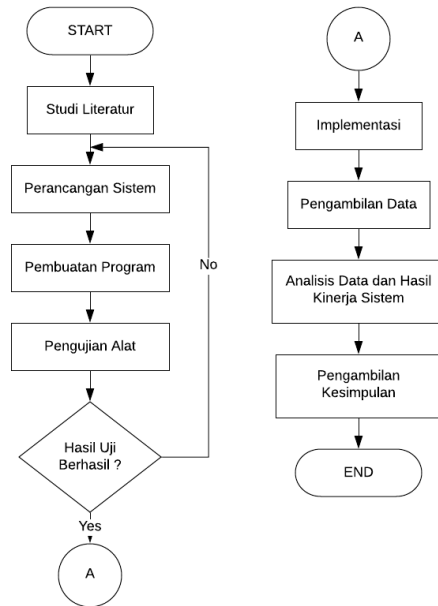 START
Studi Literatur
Perancangan Sistem
Pembuatan Program
No
Pengujian Alat
Hasil Uji
Berhasil ?
Yes
A
A
Implementasi
Pengambilan Data
Analisis Data dan Hasil
Kinerja Sistem
Pengambilan
Kesimpulan
END